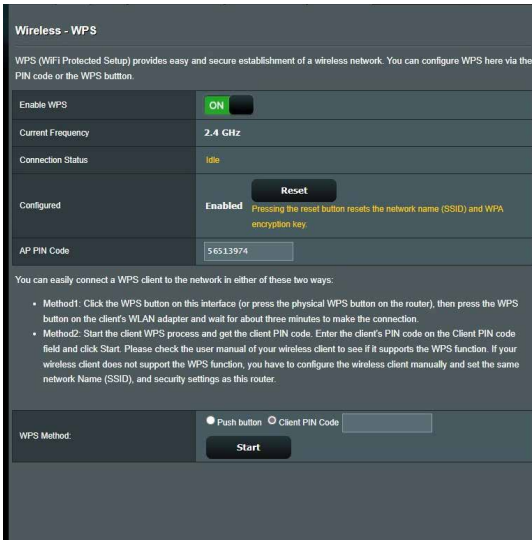 Wireless - WPS
WPS (WiFi Protected Setup) provides easy and secure establishment of a wireless network. You can configure WPS here via the
PIN code or the WPS buttton.
Enable WPS
ON
Current Frequency
2.4 GHz
Connection Status
Idle
Configured
Enabled
Reset
Pressing the reset button resets the network name (SSID) and WPA
encryption key.
AP PIN Code
56513974
You can easily connect a WPS client to the network in either of these two ways:
• Method1: Click the WPS button on this interface (or press the physical WPS button on the router), then press the WPS
button on the client's WLAN adapter and wait for about three minutes to make the connection.
• Method2: Start the client WPS process and get the client PIN code. Enter the client's PIN code on the Client PIN code
field and click Start. Please check the user manual of your wireless client to see if it supports the WPS function. If your
wireless client does not support the WPS function, you have to configure the wireless client manually and set the same
network Name (SSID), and security settings as this router.
WPS Method:
Push button Client PIN Code
Start